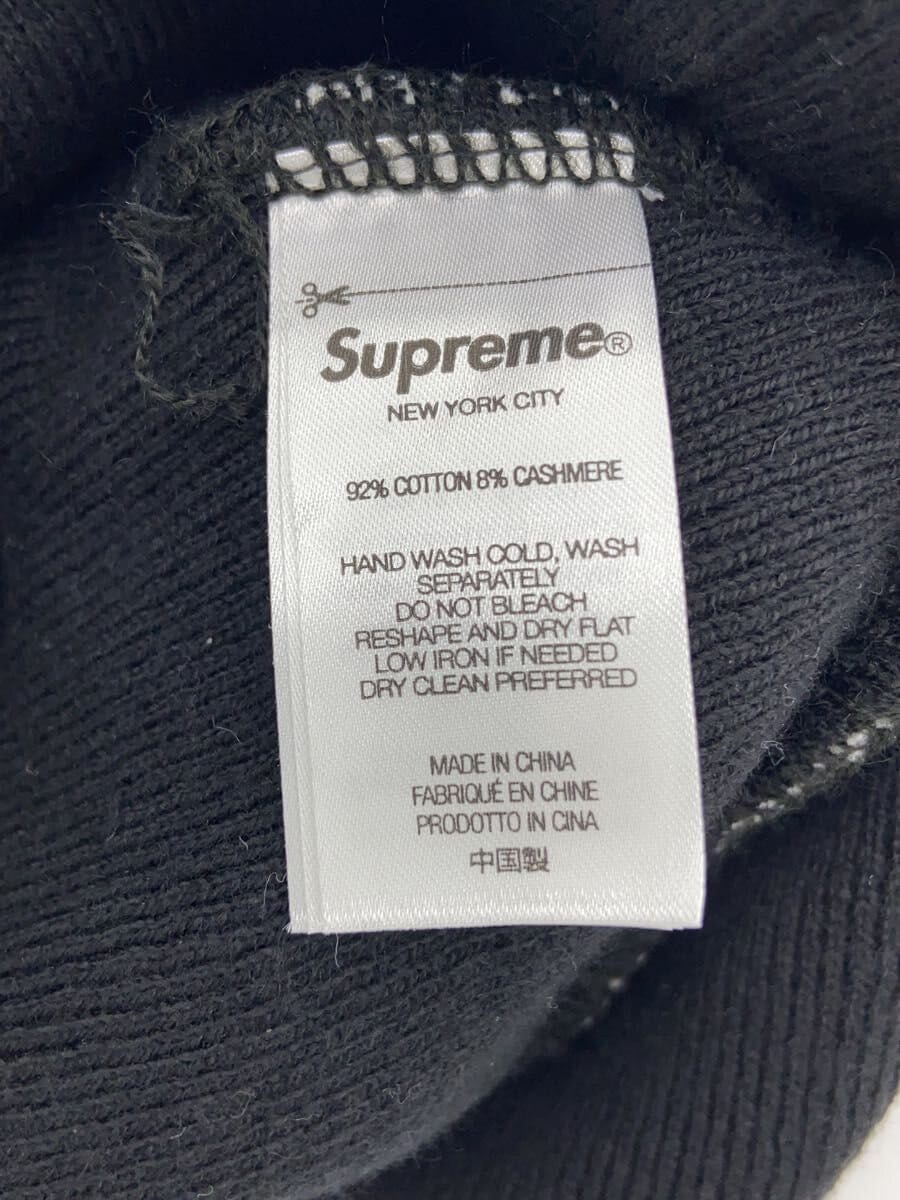 Supreme®
NEW YORK CITY
92% COTTON 8% CASHMERE
HAND WASH COLD, WASH
SEPARATELY
DO NOT BLEACH
RESHAPE AND DRY FLAT
LOW IRON IF NEEDED
DRY CLEAN PREFERRED
MADE IN CHINA
FABRIQUÉ EN CHINE
PRODOTTO IN CINA
中国製